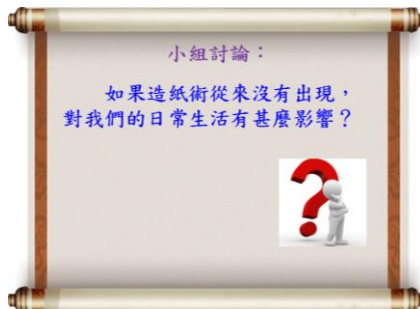 小組討論：
如果造紙術從來沒有出現，
對我們的日常生活有甚麼影響？